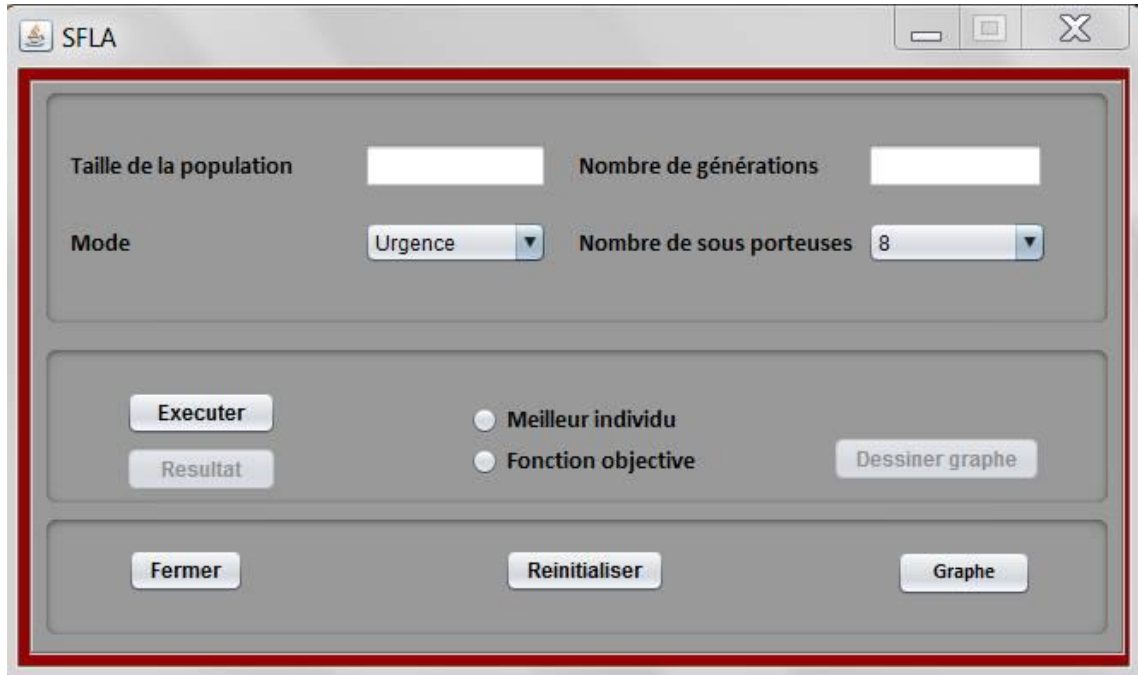 SFLA
Taille de la population
Nombre de générations
Mode
Urgence
Nombre de sous porteuses
8
Executer
Meilleur individu
Resultat
Fonction objective
Dessiner graphe
Fermer
Reinitialiser
Graphe